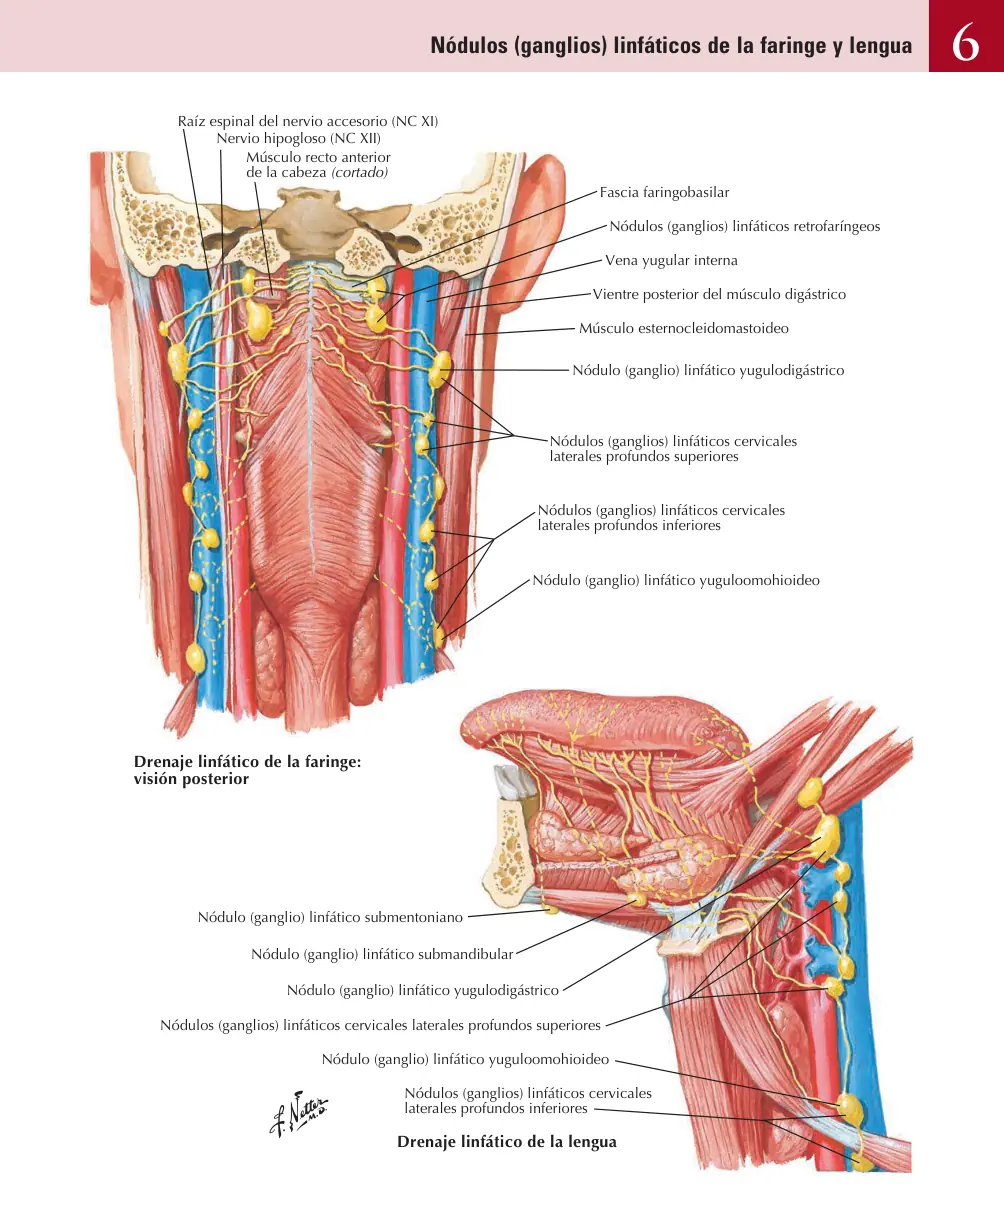 Nódulos (ganglios) linfáticos de la faringe y lengua
6
Raíz espinal del nervio accesorio (NC XI)
Nervio hipogloso (NC XII)
Músculo recto anterior
de la cabeza (cortado)
Fascia faringobasilar
Nódulos (ganglios) linfáticos retrofaríngeos
Vena yugular interna
Vientre posterior del músculo digástrico
Músculo esternocleidomastoideo
Nódulo (ganglio) linfático yugulodigástrico
Nódulos (ganglios) linfáticos cervicales
laterales profundos superiores
Nódulos (ganglios) linfáticos cervicales
laterales profundos inferiores
Nódulo (ganglio) linfático yuguloomohioideo
Drenaje linfático de la faringe:
visión posterior
Nódulo (ganglio) linfático submentoniano
Nódulo (ganglio) linfático submandibular
Nódulo (ganglio) linfático yugulodigástrico
Nódulos (ganglios) linfáticos cervicales laterales profundos superiores
Nódulo (ganglio) linfático yuguloomohioideo
Nódulos (ganglios) linfáticos cervicales
laterales profundos inferiores
F. Netter
M.D.
Drenaje linfático de la lengua